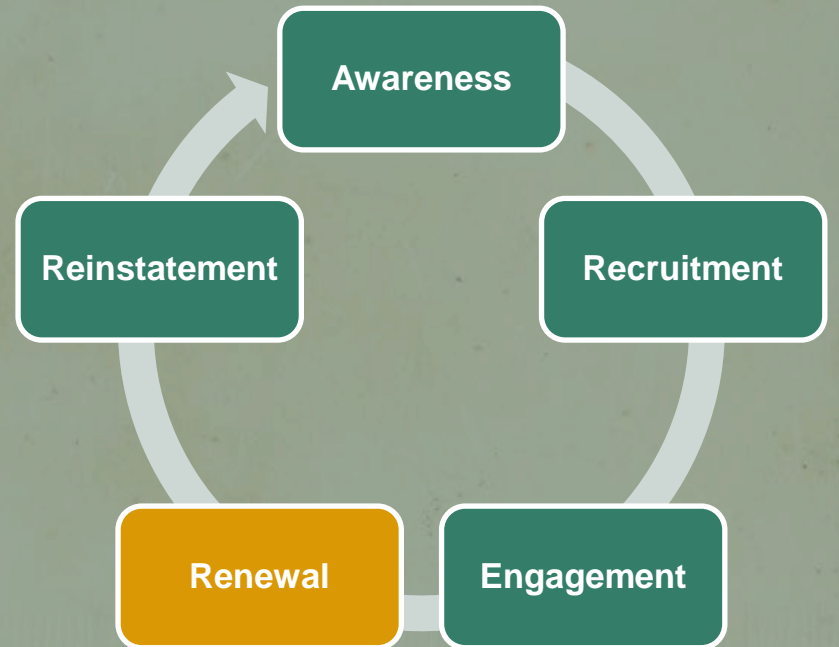 Awareness
Recruitment
Engagement
Renewal
Reinstatement